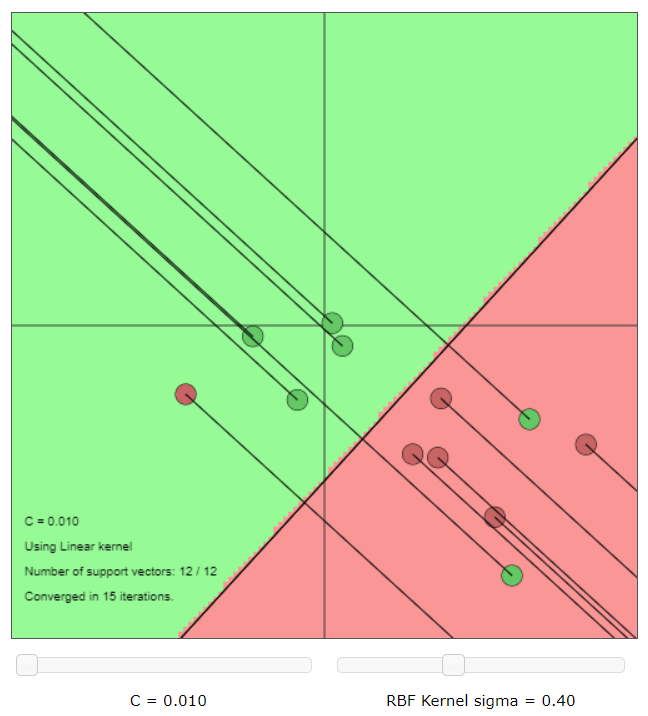 C = 0.010
Using Linear kernel
Number of support vectors: 12 / 12
Converged in 15 iterations.
C = 0.010
RBF Kernel sigma = 0.40